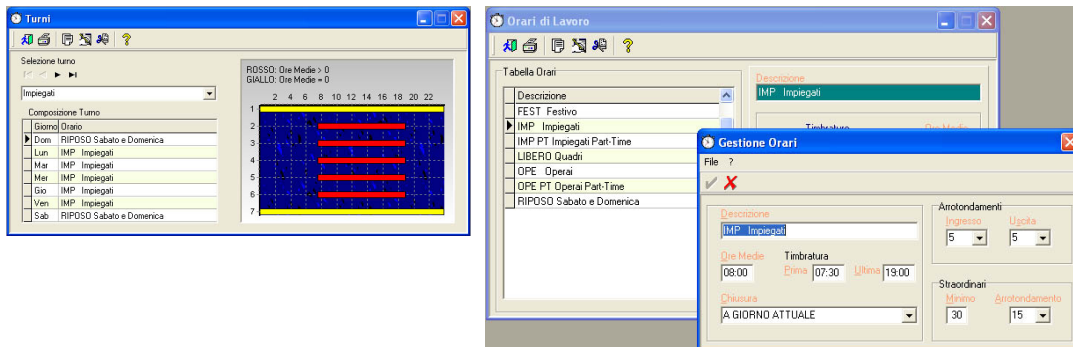 Turni
?
Selezione turno
Impiegati
Composizione Turno
Giorno Orario
Dom RIPOSO Sabato e Domenica
Lun IMP Impiegati
Mar IMP Impiegati
Mer IMP Impiegati
Gio IMP Impiegati
Ven IMP Impiegati
Sab RIPOSO Sabato e Domenica
ROSSO: Ore Medie > 0
GIALLO: Ore Medie = 0
2 4 6 8 10 12 14 16 18 20 22
1
2
3
4
5
6
7
Orari di Lavoro
?
Tabella Orari
Descrizione
FEST Festivo
IMP Impiegati
IMP PT Impiegati Part-Time
LIBERO Quadri
OPE Operai
OPE PT Operai Part-Time
RIPOSO Sabato e Domenica
Descrizione
IMP Impiegati
Timbratura Ore Medie
Gestione Orari
File ?
Descrizione
IMP Impiegati
Ore Medie Timbratura
08:00 Prima 07:30 Ultima 19:00
Chiusura
A GIORNO ATTUALE
Arrotondamenti
Ingresso Uscita
5 5
Straordinari
Minimo Arrotondamento
30 15